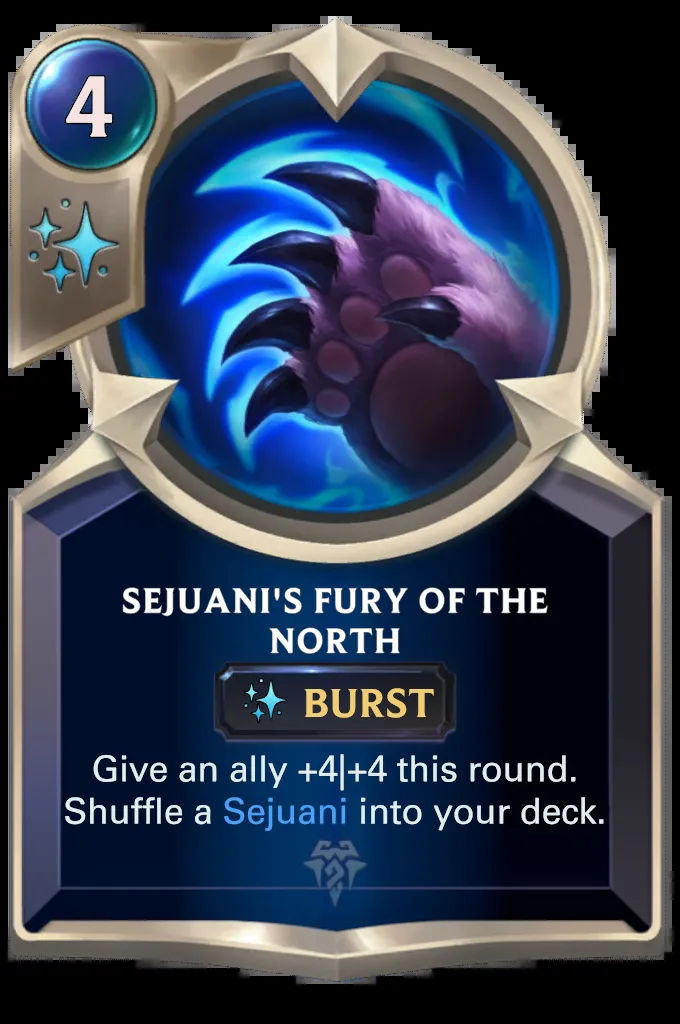 4
SEJUANI'S FURY OF THE
NORTH
BURST
Give an ally +4|+4 this round.
Shuffle a Sejuani into your deck.